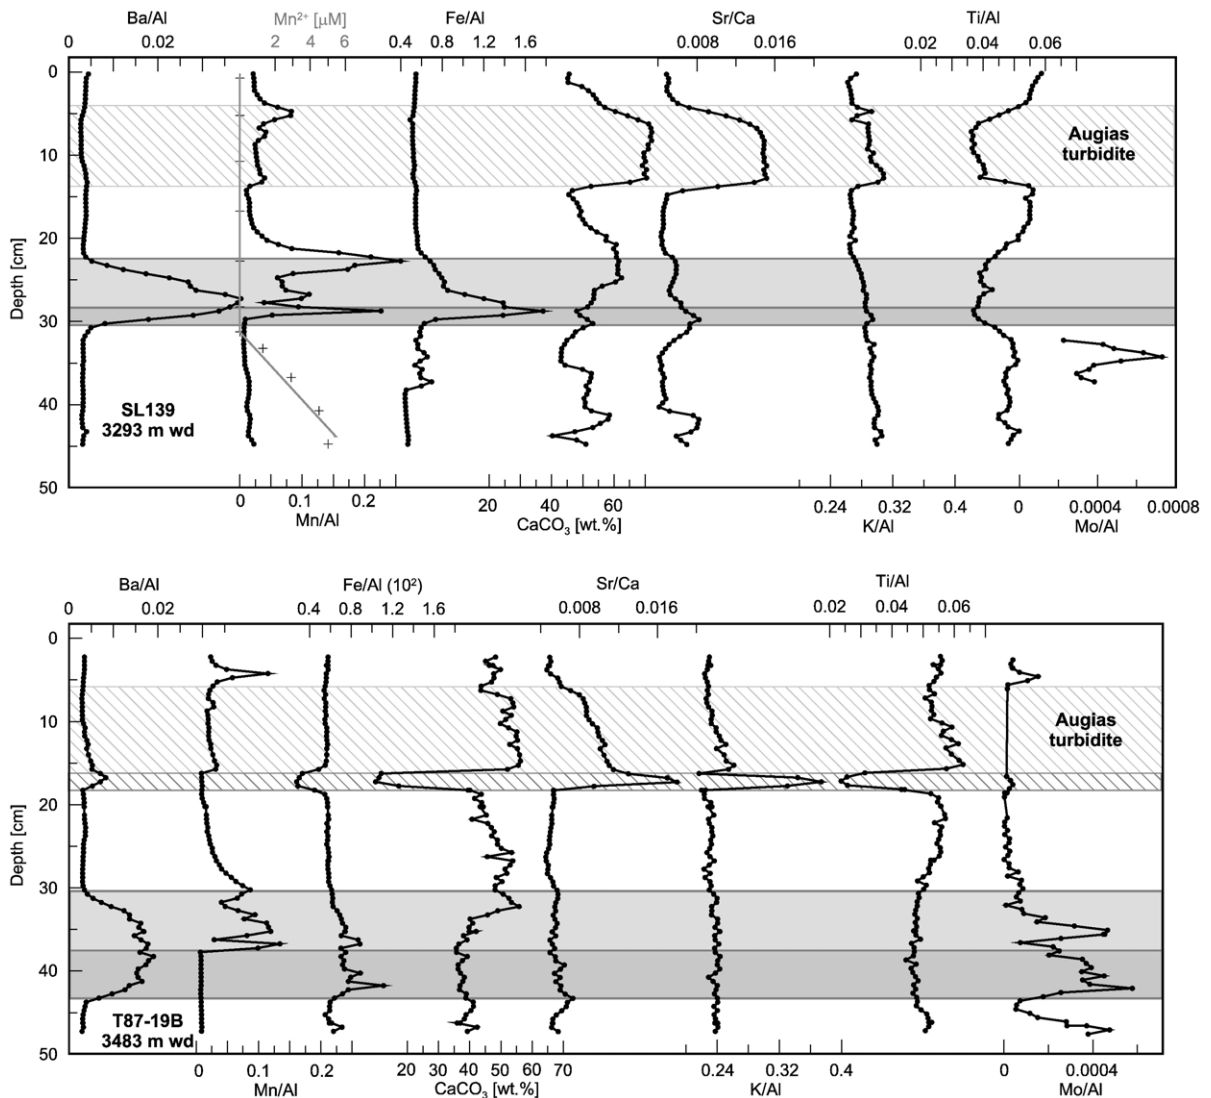 Ba/Al Mn²⁺ [μM] Fe/Al Sr/Ca Ti/Al
0 0.02 2 4 6 0.4 0.8 1.2 1.6 0.008 0.016 0.02 0.04 0.06
0
10
20
30
40
50
Depth [cm]
Augias
turbidite
SL139
3293 m wd
0 0.1 0.2 20 40 60 0.24 0.32 0.4 0 0.0004 0.0008
Mn/Al CaCO₃ [wt.%] K/Al Mo/Al
Ba/Al Fe/Al (10²) Sr/Ca Ti/Al
0 0.02 0.4 0.8 1.2 1.6 0.008 0.016 0.02 0.04 0.06
0
10
20
30
40
50
Depth [cm]
Augias
turbidite
T87-19B
3483 m wd
0 0.1 0.2 20 30 40 50 60 70 0.24 0.32 0.4 0 0.0004
Mn/Al CaCO₃ [wt.%] K/Al Mo/Al